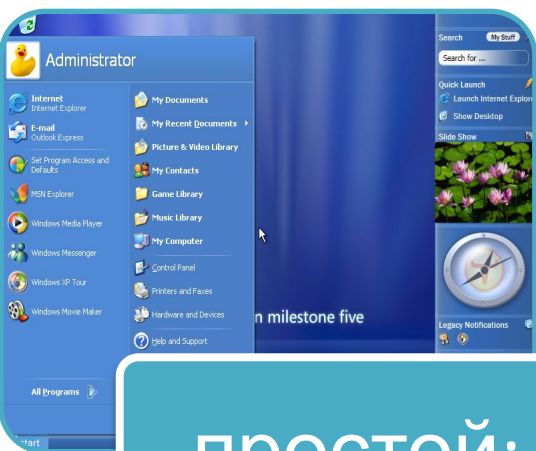 Administrator
Internet
Internet Explorer
E-mail
Outlook Express
Set Program Access and
Defaults
MSN Explorer
Windows Media Player
Windows Messenger
Windows XP Tour
Windows Movie Maker
All Programs
My Documents
My Recent Documents
Picture & Video Library
My Contacts
Game Library
Music Library
My Computer
Control Panel
Printers and Faxes
Hardware and Devices
Help and Support
n milestone five
Search
My Stuff
Search for ...
Quick Launch
Launch Internet Explor
Show Desktop
Slide Show
Legacy Notifications
start
простой: